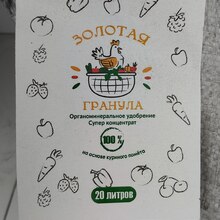 ЗОЛОТАЯ
ГРАНУЛА
Органоминеральное удобрение
Супер концентрат
100 %
на основе куриного помёта
20 литров